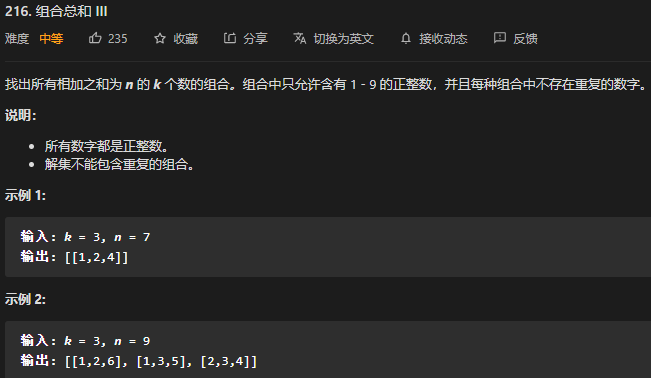 216. 组合总和 III
难度 中等 235 收藏 分享 切换为英文 接收动态 反馈
找出所有相加之和为 n 的 k 个数的组合。组合中只允许含有 1 - 9 的正整数，并且每种组合中不存在重复的数字。
说明：
所有数字都是正整数。
解集不能包含重复的组合。
示例 1:
输入: k = 3, n = 7
输出: [[1,2,4]]
示例 2:
输入: k = 3, n = 9
输出: [[1,2,6], [1,3,5], [2,3,4]]